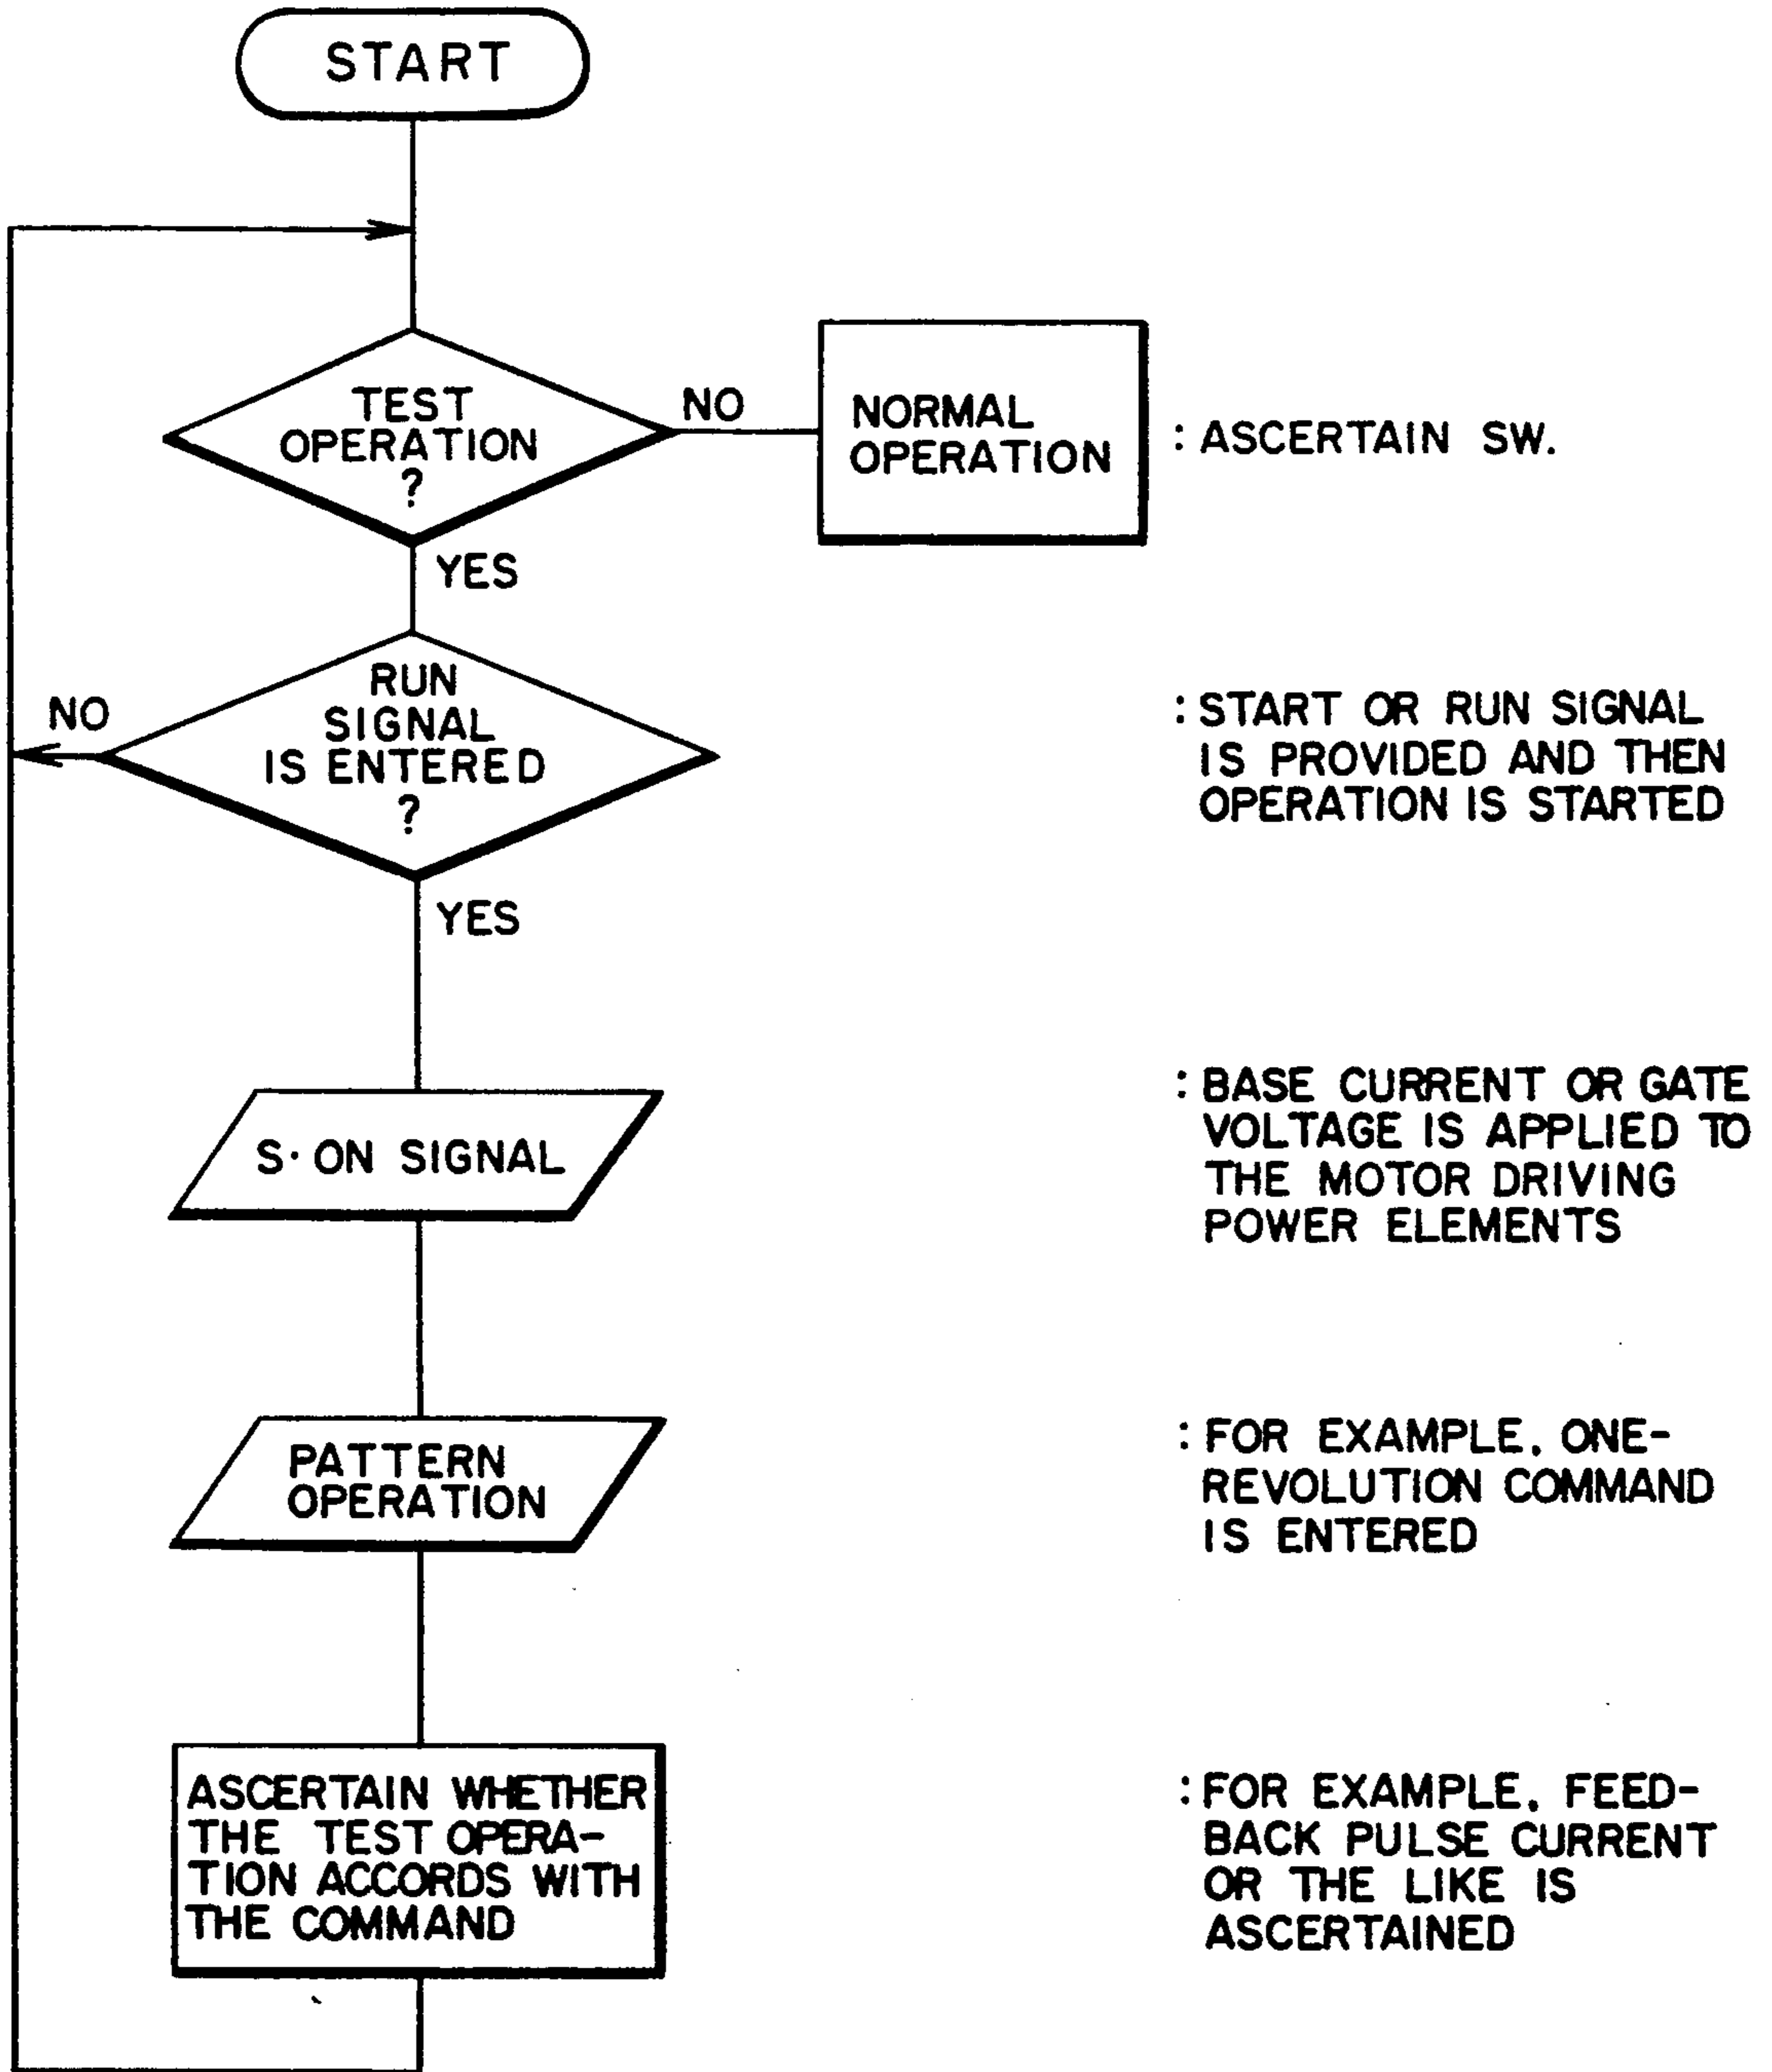 START
TEST
OPERATION
?
NO
NORMAL
OPERATION
: ASCERTAIN SW.
YES
RUN
SIGNAL
IS ENTERED
?
NO
: START OR RUN SIGNAL
IS PROVIDED AND THEN
OPERATION IS STARTED
YES
S· ON SIGNAL
: BASE CURRENT OR GATE
VOLTAGE IS APPLIED TO
THE MOTOR DRIVING
POWER ELEMENTS
PATTERN
OPERATION
: FOR EXAMPLE, ONE-
REVOLUTION COMMAND
IS ENTERED
ASCERTAIN WHETHER
THE TEST OPERA-
TION ACCORDS WITH
THE COMMAND
: FOR EXAMPLE, FEED-
BACK PULSE CURRENT
OR THE LIKE IS
ASCERTAINED